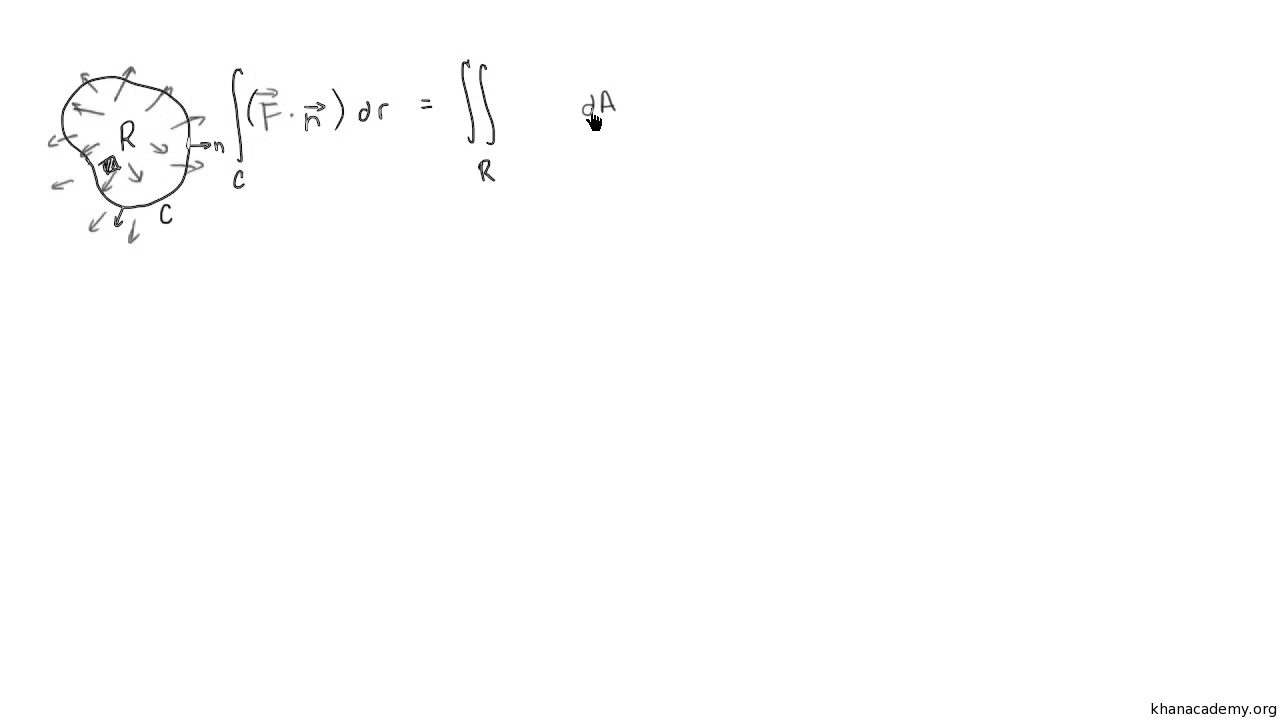 R
n
C
∫ (F⃗ · n⃗) dr = ∬ dA
C R
khanacademy.org